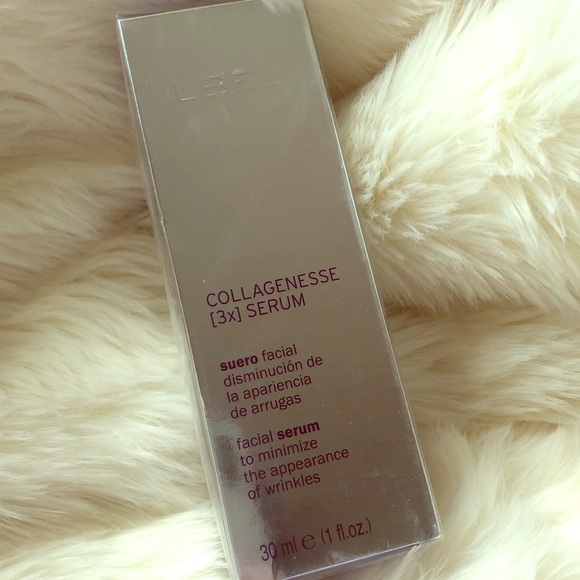 COLLAGENESSE
[3x] SERUM
suero facial
disminución de
la apariencia
de arrugas
facial serum
to minimize
the appearance
of wrinkles
30 ml e (1 fl.oz.)